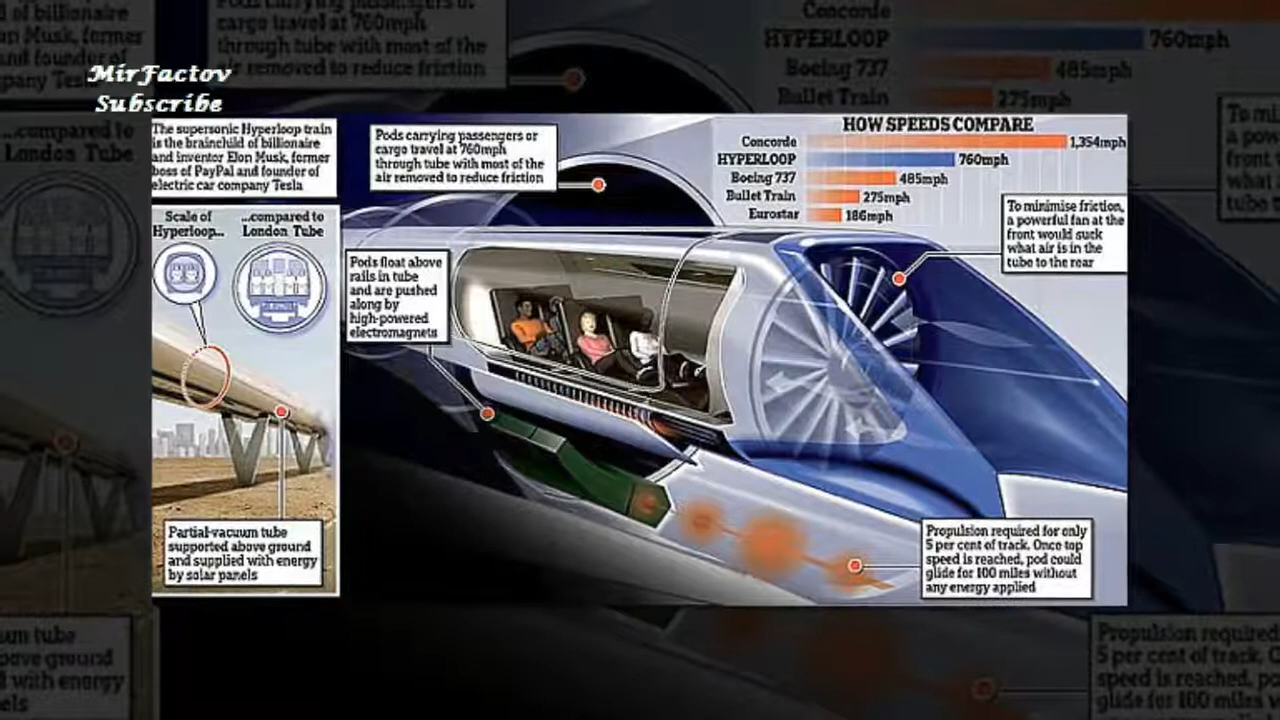 MirFactov
Subscribe
The supersonic Hyperloop train
is the brainchild of billionaire
and inventor Elon Musk, former
boss of PayPal and founder of
electric car company Tesla
Scale of
Hyperloop...
...compared to
London Tube
Partial-vacuum tube
supported above ground
and supplied with energy
by solar panels
Pods carrying passengers or
cargo travel at 760mph
through tube with most of the
air removed to reduce friction
Pods float above
rails in tube
and are pushed
along by
high-powered
electromagnets
HOW SPEEDS COMPARE
Concorde 1,354mph
HYPERLOOP 760mph
Boeing 737 485mph
Bullet Train 275mph
Eurostar 186mph
To minimise friction,
a powerful fan at the
front would suck
what air is in the
tube to the rear
Propulsion required for only
5 per cent of track. Once top
speed is reached, pod could
glide for 100 miles without
any energy applied